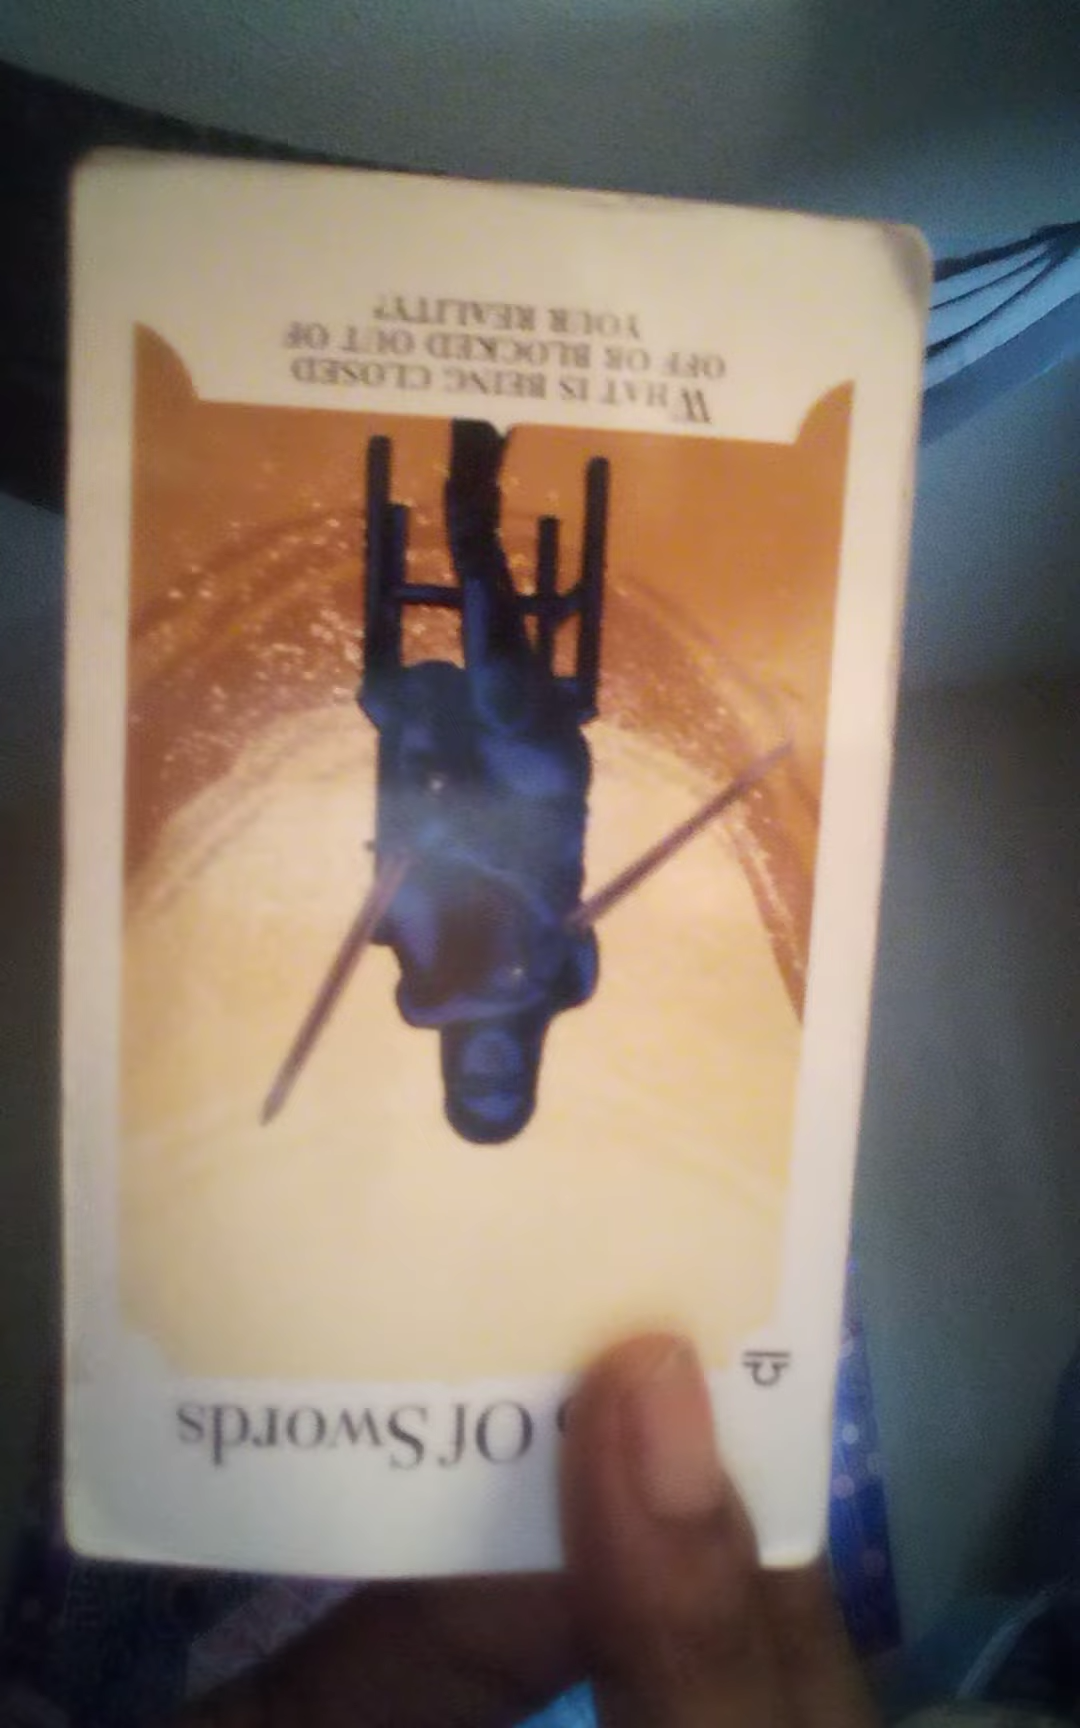 Of Swords
WHAT IS BEING CLOSED
OFF OR BLOCKED OUT OF
YOUR REALITY?